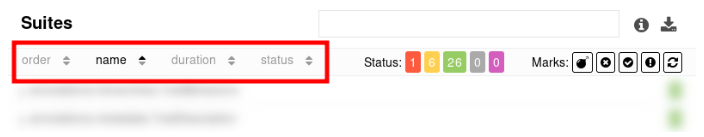 Suites
order name duration status Status: 1 6 26 0 0 Marks: